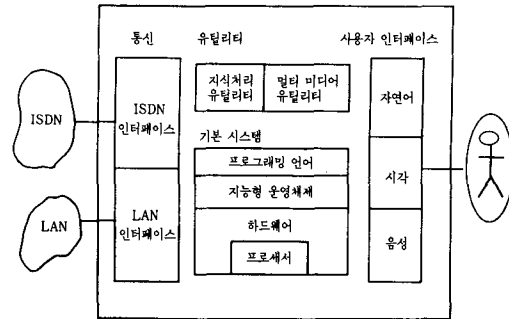 통신
유틸리티
사용자 인터페이스
지식처리
유틸리티
멀티 미디어
유틸리티
ISDN
ISDN
인터페이스
자연어
기본 시스템
프로그래밍 언어
지능형 운영체제
시각
LAN
LAN
인터페이스
하드웨어
프로세서
음성